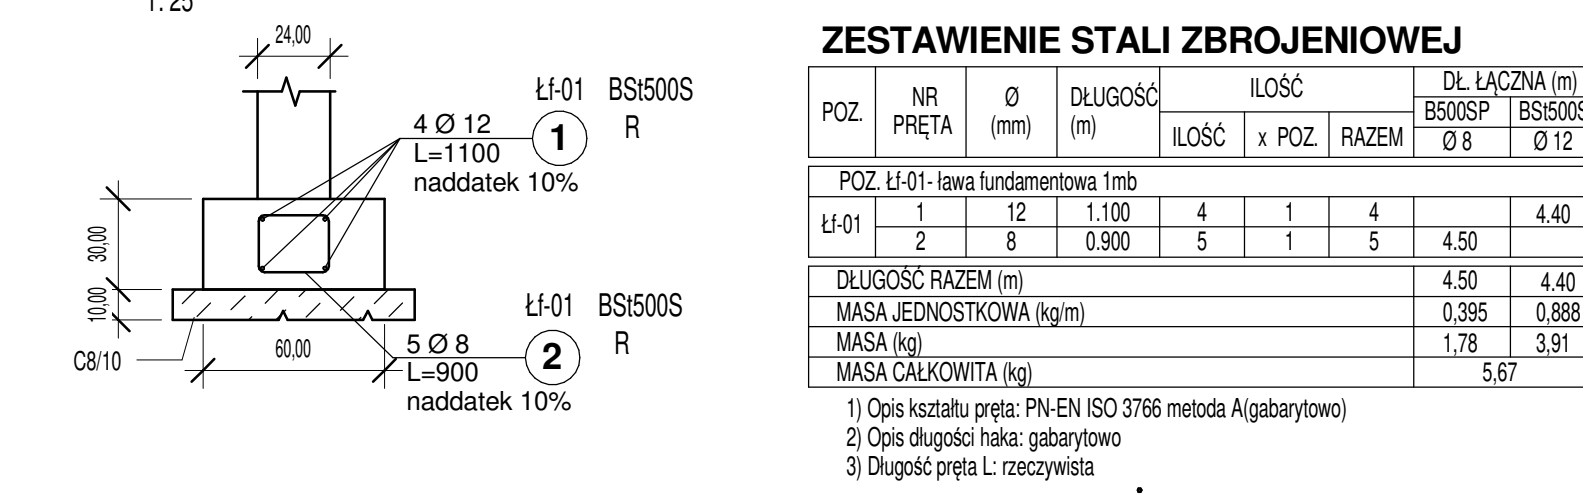 1: 25
24,00
Łf-01 BSt500S
R
4 Ø 12
1
L=1100
naddatek 10%
30,00
10,00
C8/10
60,00
Łf-01 BSt500S
R
5 Ø 8
2
L=900
naddatek 10%
ZESTAWIENIE STALI ZBROJENIOWEJ
POZ. NR PRĘTA Ø (mm) DŁUGOŚĆ (m) ILOŚĆ DŁ. ŁĄCZNA (m)
ILOŚĆ x POZ. RAZEM B500SP BSt500S
Ø 8 Ø 12
POZ. Łf-01- ława fundamentowa 1mb
Łf-01 1 12 1.100 4 1 4 4.40
2 8 0.900 5 1 5 4.50
DŁUGOŚĆ RAZEM (m) 4.50 4.40
MASA JEDNOSTKOWA (kg/m) 0,395 0,888
MASA (kg) 1,78 3,91
MASA CAŁKOWITA (kg) 5,67
1) Opis kształtu pręta: PN-EN ISO 3766 metoda A(gabarytowo)
2) Opis długości haka: gabarytowo
3) Długość pręta L: rzeczywista